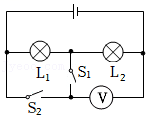 L₁ S₁ L₂
S₂ V